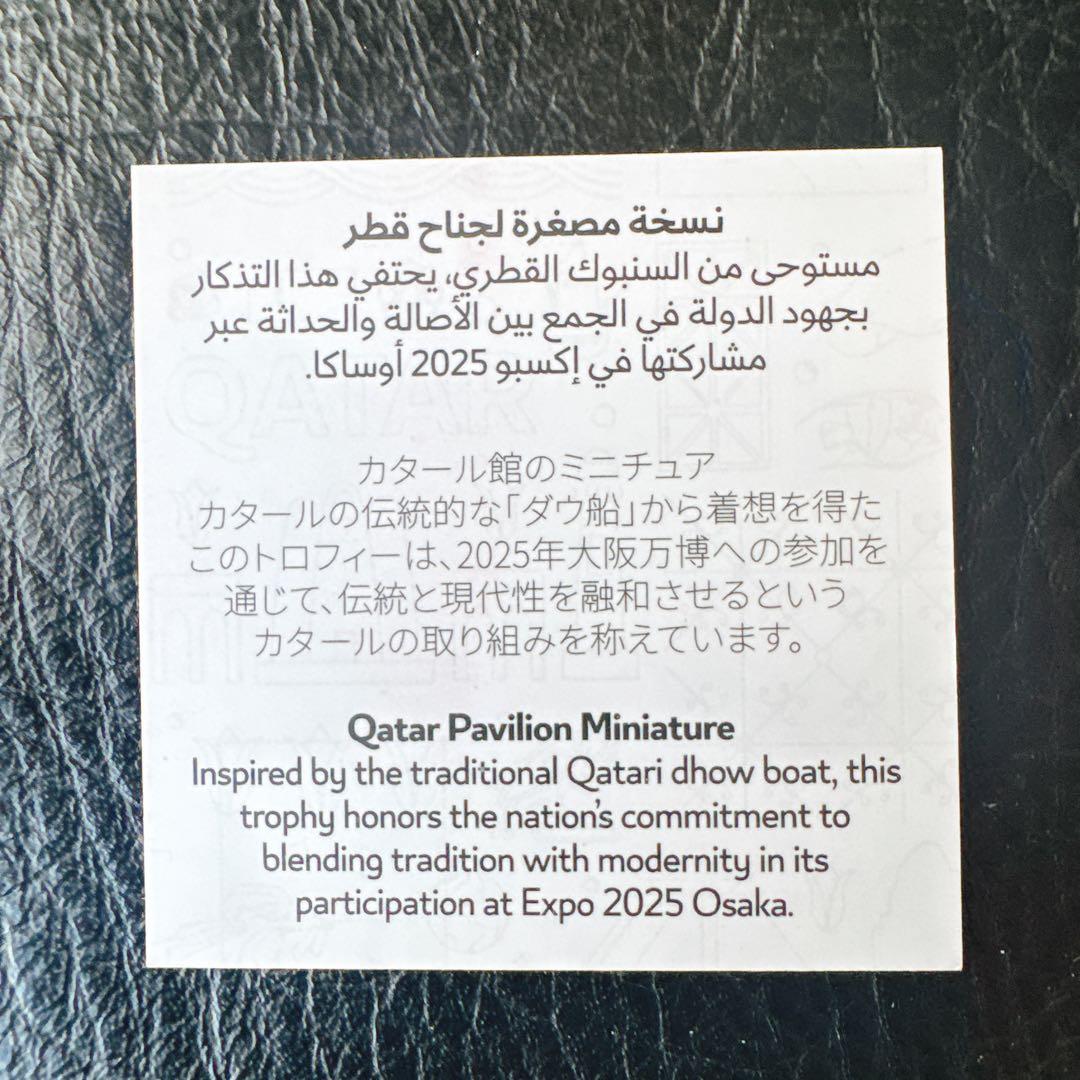 نسخة مصغرة لجناح قطر
مستوحى من السنبوك القطري، يحتفي هذا التذكار
بجهود الدولة في الجمع بين الأصالة والحداثة عبر
مشاركتها في إكسبو 2025 أوساكا.
カタール館のミニチュア
カタールの伝統的な「ダウ船」から着想を得た
このトロフィーは、2025年大阪万博への参加を
通じて、伝統と現代性を融和させるという
カタールの取り組みを称えています。
Qatar Pavilion Miniature
Inspired by the traditional Qatari dhow boat, this
trophy honors the nation's commitment to
blending tradition with modernity in its
participation at Expo 2025 Osaka.
QATAR